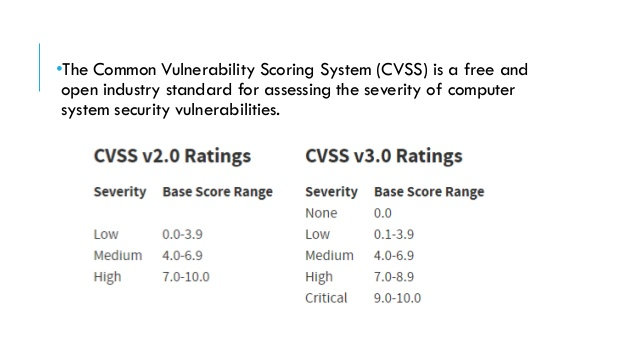 •The Common Vulnerability Scoring System (CVSS) is a free and
open industry standard for assessing the severity of computer
system security vulnerabilities.
CVSS v2.0 Ratings
Severity Base Score Range
Low 0.0-3.9
Medium 4.0-6.9
High 7.0-10.0
CVSS v3.0 Ratings
Severity Base Score Range
None 0.0
Low 0.1-3.9
Medium 4.0-6.9
High 7.0-8.9
Critical 9.0-10.0